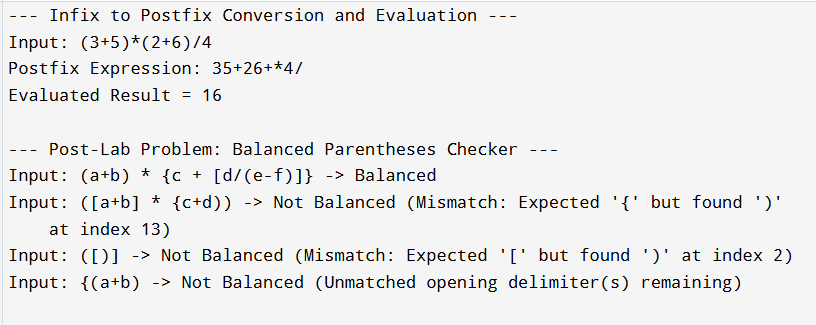 --- Infix to Postfix Conversion and Evaluation ---
Input: (3+5)*(2+6)/4
Postfix Expression: 35+26+*4/
Evaluated Result = 16
--- Post-Lab Problem: Balanced Parentheses Checker ---
Input: (a+b) * {c + [d/(e-f)]} -> Balanced
Input: ([a+b] * {c+d)) -> Not Balanced (Mismatch: Expected '{' but found ')'
at index 13)
Input: ([)] -> Not Balanced (Mismatch: Expected '[' but found ')' at index 2)
Input: {(a+b) -> Not Balanced (Unmatched opening delimiter(s) remaining)